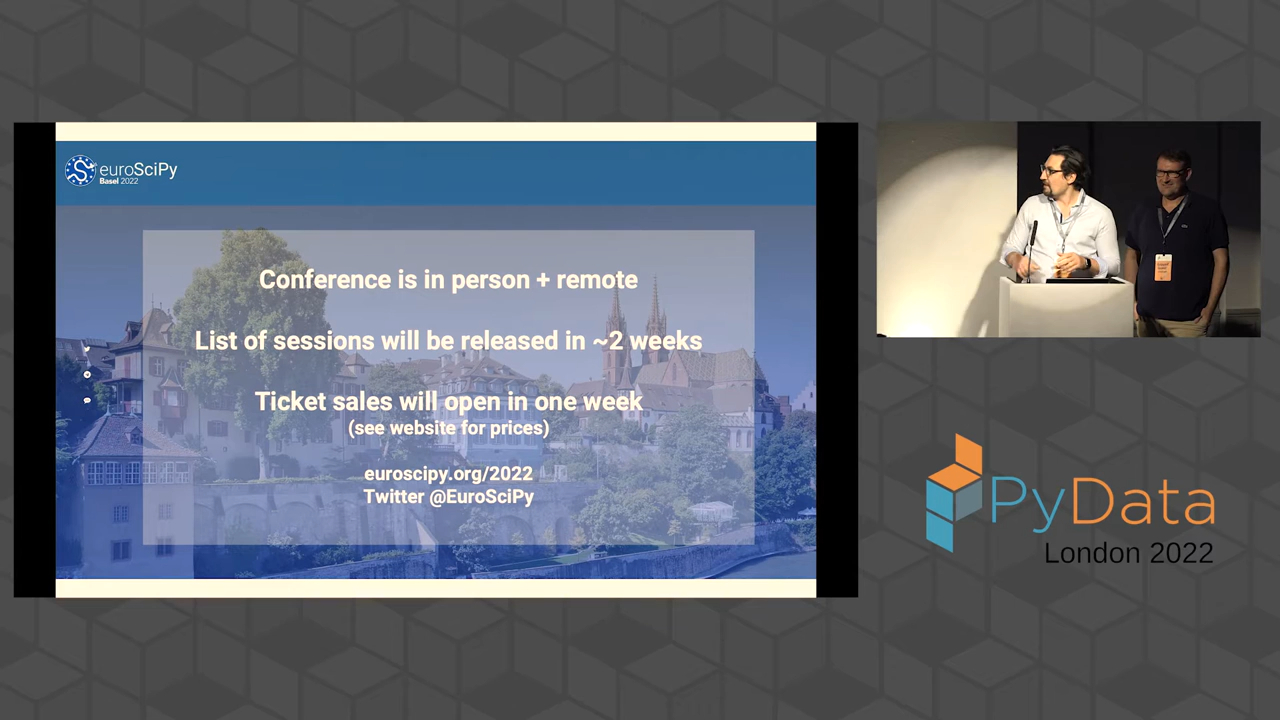 euroSciPy
Basel 2022
Conference is in person + remote
List of sessions will be released in ~2 weeks
Ticket sales will open in one week
(see website for prices)
euroscipy.org/2022
Twitter @EuroSciPy
PyData
London 2022